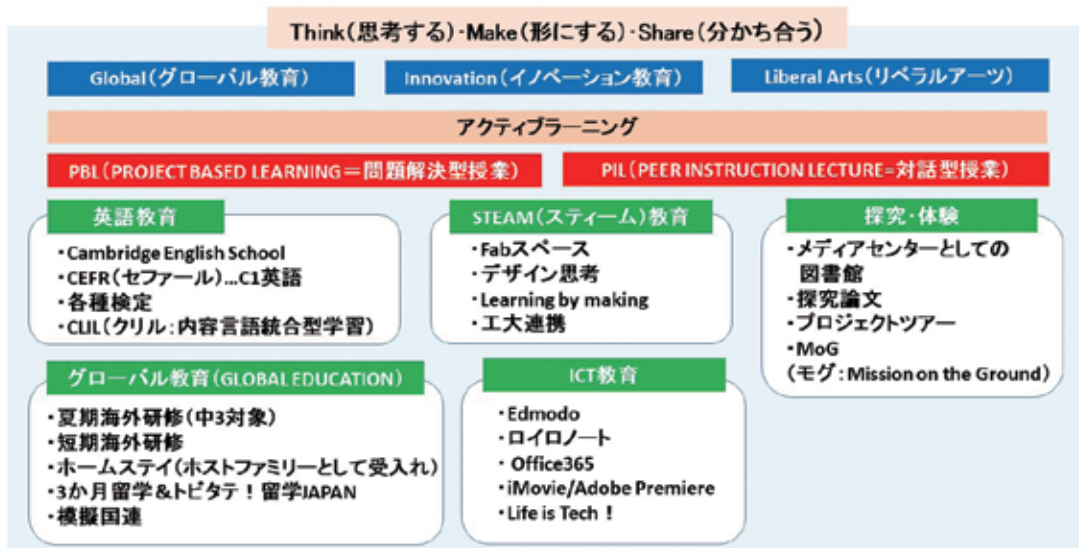 Think(思考する)・Make(形にする)・Share(分かち合う)
Global(グローバル教育)
Innovation(イノベーション教育)
Liberal Arts(リベラルアーツ)
アクティブラーニング
PBL(PROJECT BASED LEARNING＝問題解決型授業)
PIL(PEER INSTRUCTION LECTURE=対話型授業)
英語教育
・Cambridge English School
・CEFR(セファール)…C1英語
・各種検定
・CLIL(クリル：内容言語統合型学習)
STEAM(スティーム)教育
・Fabスペース
・デザイン思考
・Learning by making
・工大連携
探究・体験
・メディアセンターとしての
図書館
・探究論文
・プロジェクトツアー
・MoG
(モグ：Mission on the Ground)
グローバル教育(GLOBAL EDUCATION)
・夏期海外研修(中3対象)
・短期海外研修
・ホームステイ(ホストファミリーとして受入れ)
・3か月留学＆トビタテ！留学JAPAN
・模擬国連
ICT教育
・Edmodo
・ロイロノート
・Office365
・iMovie/Adobe Premiere
・Life is Tech！